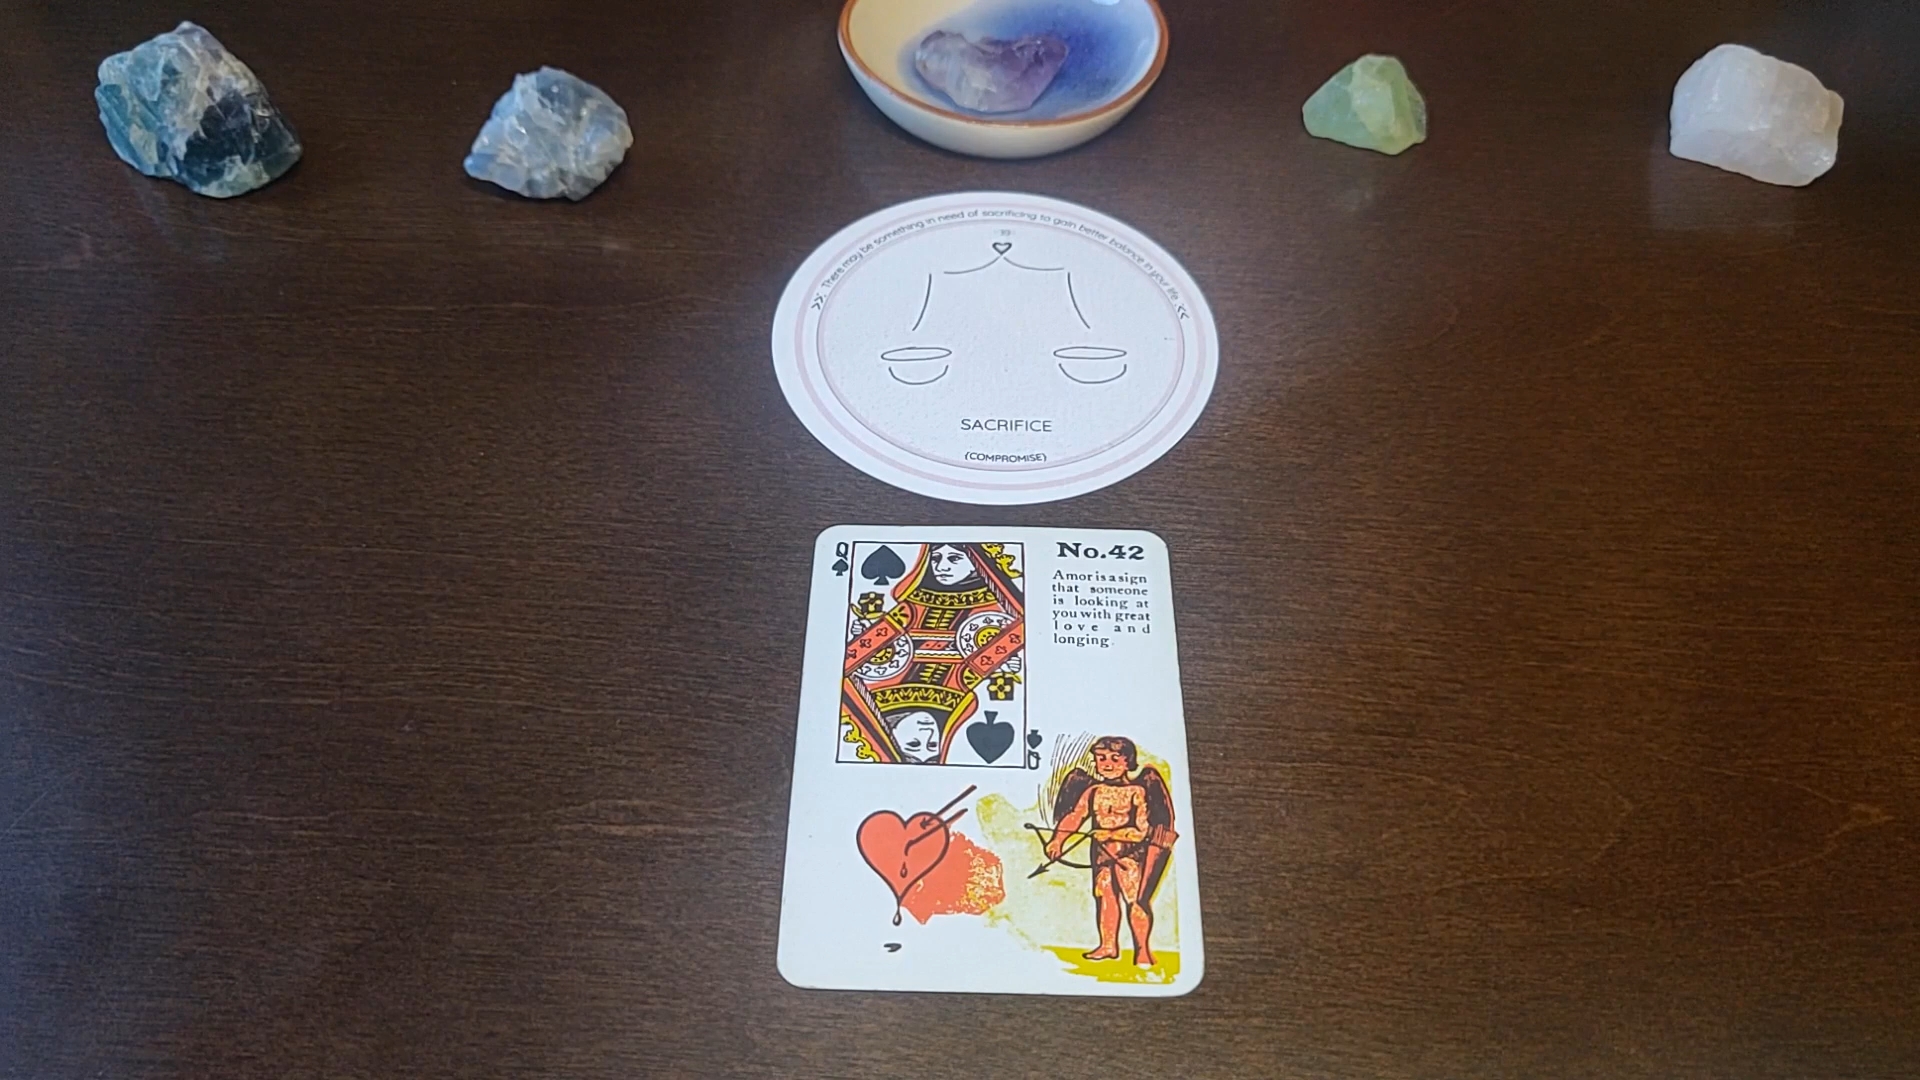 >> There may be something in need of sacrificing to gain better balance in your life. <<
SACRIFICE
(COMPROMISE)
Q
No.42
Amor is a sign
that someone
is looking at
you with great
love and
longing.
Q